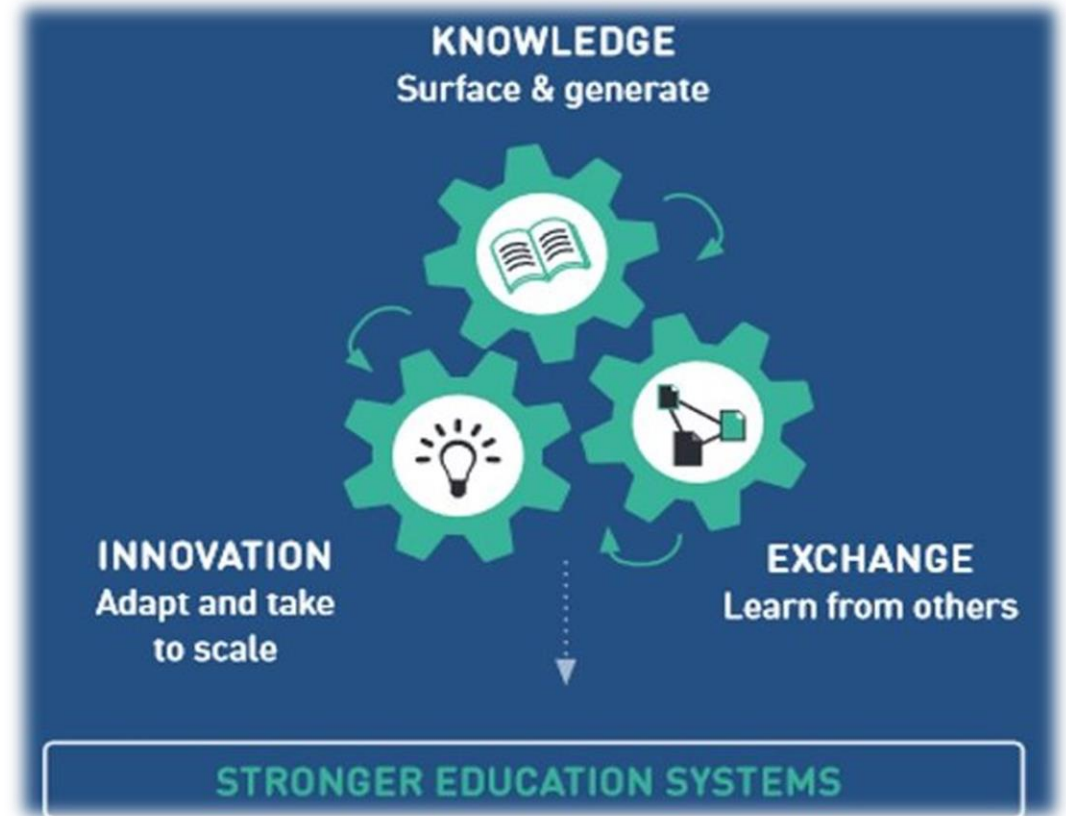 KNOWLEDGE
Surface & generate
INNOVATION
Adapt and take
to scale
EXCHANGE
Learn from others
STRONGER EDUCATION SYSTEMS